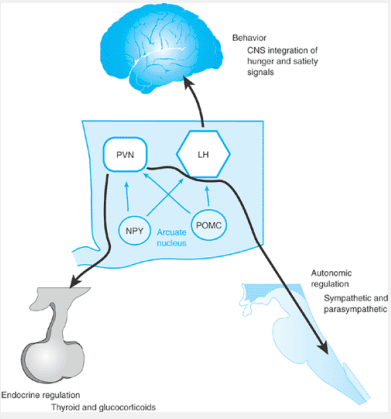 Behavior
CNS integration of
hunger and satiety
signals
PVN
LH
NPY
Arcuate
nucleus
POMC
Autonomic
regulation
Sympathetic and
parasympathetic
Endocrine regulation
Thyroid and glucocorticoids